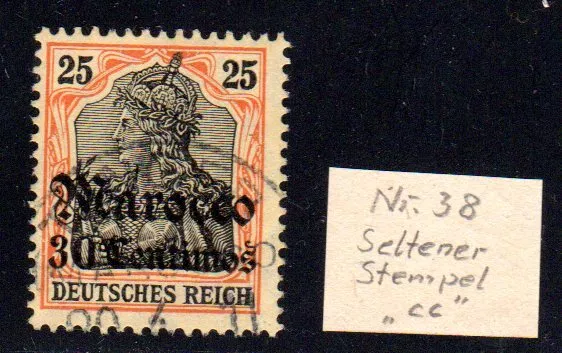 25 25
Marocco
30 Centimos
DEUTSCHES REICH
Nr. 38
Seltener
Stempel
„cc"